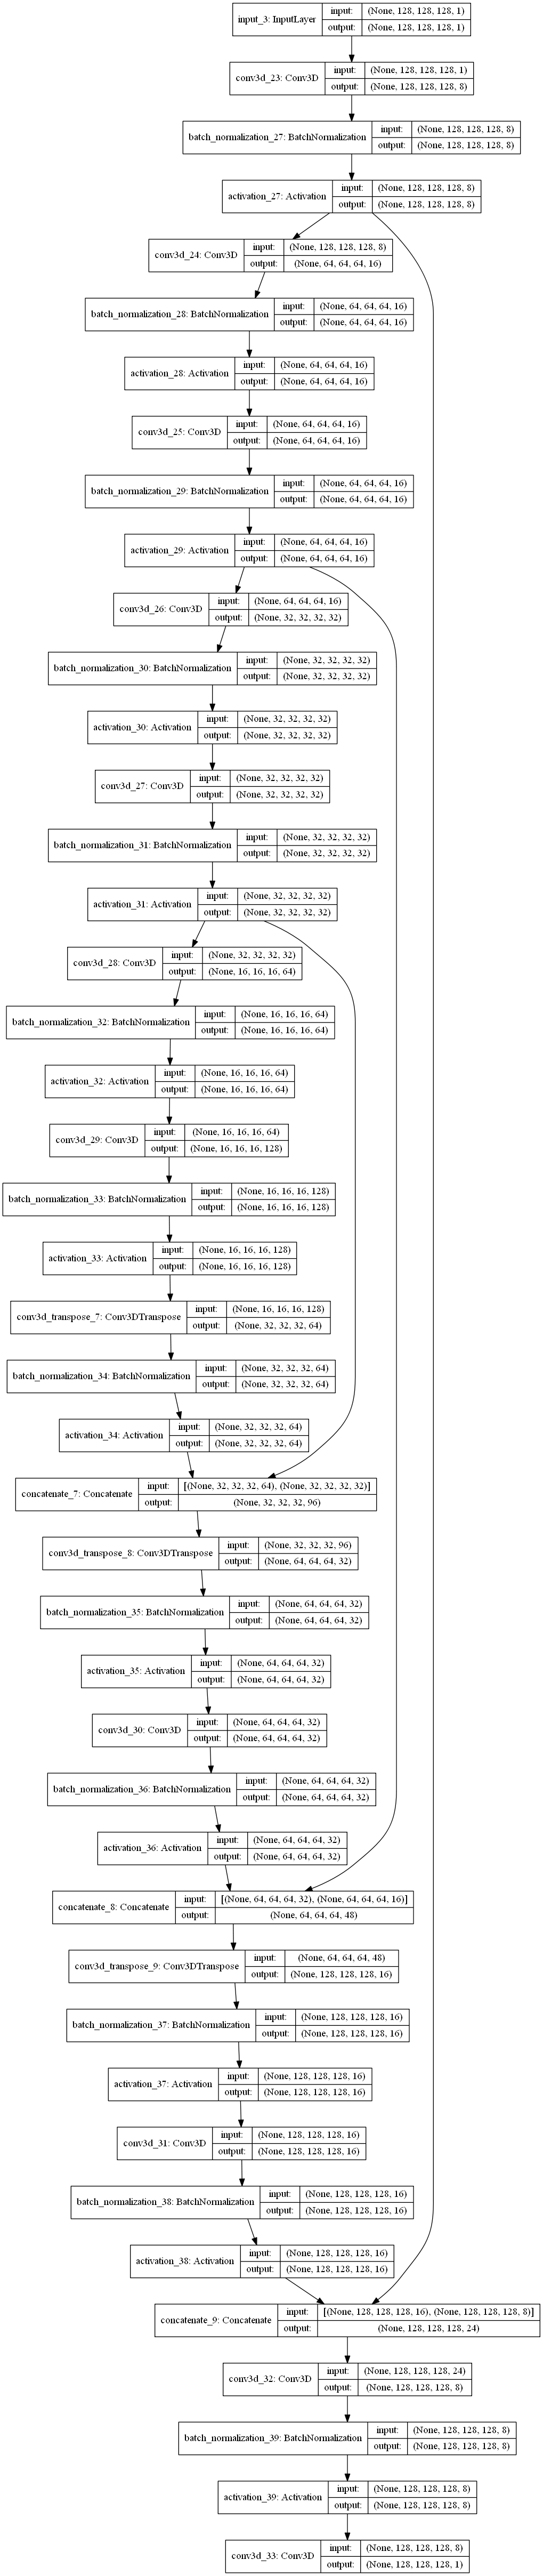 input_3: InputLayer input: (None, 128, 128, 128, 1)
output: (None, 128, 128, 128, 1)
conv3d_23: Conv3D input: (None, 128, 128, 128, 1)
output: (None, 128, 128, 128, 8)
batch_normalization_27: BatchNormalization input: (None, 128, 128, 128, 8)
output: (None, 128, 128, 128, 8)
activation_27: Activation input: (None, 128, 128, 128, 8)
output: (None, 128, 128, 128, 8)
conv3d_24: Conv3D input: (None, 128, 128, 128, 8)
output: (None, 64, 64, 64, 16)
batch_normalization_28: BatchNormalization input: (None, 64, 64, 64, 16)
output: (None, 64, 64, 64, 16)
activation_28: Activation input: (None, 64, 64, 64, 16)
output: (None, 64, 64, 64, 16)
conv3d_25: Conv3D input: (None, 64, 64, 64, 16)
output: (None, 64, 64, 64, 16)
batch_normalization_29: BatchNormalization input: (None, 64, 64, 64, 16)
output: (None, 64, 64, 64, 16)
activation_29: Activation input: (None, 64, 64, 64, 16)
output: (None, 64, 64, 64, 16)
conv3d_26: Conv3D input: (None, 64, 64, 64, 16)
output: (None, 32, 32, 32, 32)
batch_normalization_30: BatchNormalization input: (None, 32, 32, 32, 32)
output: (None, 32, 32, 32, 32)
activation_30: Activation input: (None, 32, 32, 32, 32)
output: (None, 32, 32, 32, 32)
conv3d_27: Conv3D input: (None, 32, 32, 32, 32)
output: (None, 32, 32, 32, 32)
batch_normalization_31: BatchNormalization input: (None, 32, 32, 32, 32)
output: (None, 32, 32, 32, 32)
activation_31: Activation input: (None, 32, 32, 32, 32)
output: (None, 32, 32, 32, 32)
conv3d_28: Conv3D input: (None, 32, 32, 32, 32)
output: (None, 16, 16, 16, 64)
batch_normalization_32: BatchNormalization input: (None, 16, 16, 16, 64)
output: (None, 16, 16, 16, 64)
activation_32: Activation input: (None, 16, 16, 16, 64)
output: (None, 16, 16, 16, 64)
conv3d_29: Conv3D input: (None, 16, 16, 16, 64)
output: (None, 16, 16, 16, 128)
batch_normalization_33: BatchNormalization input: (None, 16, 16, 16, 128)
output: (None, 16, 16, 16, 128)
activation_33: Activation input: (None, 16, 16, 16, 128)
output: (None, 16, 16, 16, 128)
conv3d_transpose_7: Conv3DTranspose input: (None, 16, 16, 16, 128)
output: (None, 32, 32, 32, 64)
batch_normalization_34: BatchNormalization input: (None, 32, 32, 32, 64)
output: (None, 32, 32, 32, 64)
activation_34: Activation input: (None, 32, 32, 32, 64)
output: (None, 32, 32, 32, 64)
concatenate_7: Concatenate input: [(None, 32, 32, 32, 64), (None, 32, 32, 32, 32)]
output: (None, 32, 32, 32, 96)
conv3d_transpose_8: Conv3DTranspose input: (None, 32, 32, 32, 96)
output: (None, 64, 64, 64, 32)
batch_normalization_35: BatchNormalization input: (None, 64, 64, 64, 32)
output: (None, 64, 64, 64, 32)
activation_35: Activation input: (None, 64, 64, 64, 32)
output: (None, 64, 64, 64, 32)
conv3d_30: Conv3D input: (None, 64, 64, 64, 32)
output: (None, 64, 64, 64, 32)
batch_normalization_36: BatchNormalization input: (None, 64, 64, 64, 32)
output: (None, 64, 64, 64, 32)
activation_36: Activation input: (None, 64, 64, 64, 32)
output: (None, 64, 64, 64, 32)
concatenate_8: Concatenate input: [(None, 64, 64, 64, 32), (None, 64, 64, 64, 16)]
output: (None, 64, 64, 64, 48)
conv3d_transpose_9: Conv3DTranspose input: (None, 64, 64, 64, 48)
output: (None, 128, 128, 128, 16)
batch_normalization_37: BatchNormalization input: (None, 128, 128, 128, 16)
output: (None, 128, 128, 128, 16)
activation_37: Activation input: (None, 128, 128, 128, 16)
output: (None, 128, 128, 128, 16)
conv3d_31: Conv3D input: (None, 128, 128, 128, 16)
output: (None, 128, 128, 128, 16)
batch_normalization_38: BatchNormalization input: (None, 128, 128, 128, 16)
output: (None, 128, 128, 128, 16)
activation_38: Activation input: (None, 128, 128, 128, 16)
output: (None, 128, 128, 128, 16)
concatenate_9: Concatenate input: [(None, 128, 128, 128, 16), (None, 128, 128, 128, 8)]
output: (None, 128, 128, 128, 24)
conv3d_32: Conv3D input: (None, 128, 128, 128, 24)
output: (None, 128, 128, 128, 8)
batch_normalization_39: BatchNormalization input: (None, 128, 128, 128, 8)
output: (None, 128, 128, 128, 8)
activation_39: Activation input: (None, 128, 128, 128, 8)
output: (None, 128, 128, 128, 8)
conv3d_33: Conv3D input: (None, 128, 128, 128, 8)
output: (None, 128, 128, 128, 1)